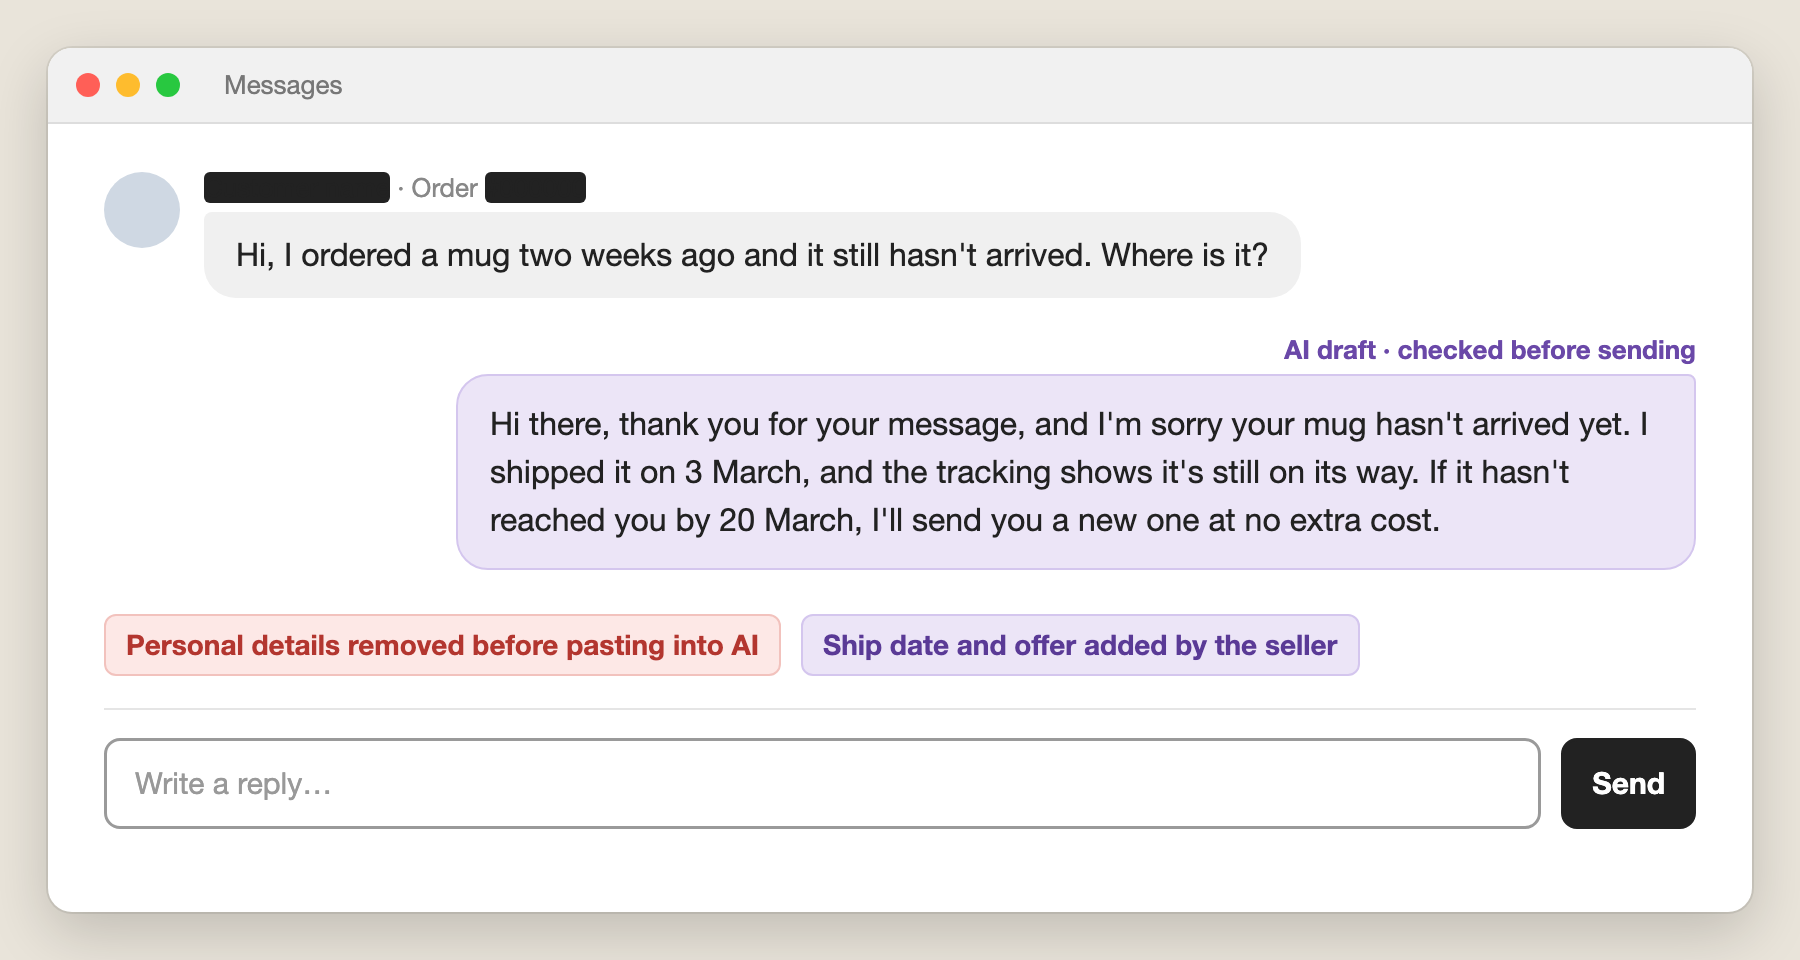 Messages
· Order
Hi, I ordered a mug two weeks ago and it still hasn't arrived. Where is it?
AI draft · checked before sending
Hi there, thank you for your message, and I'm sorry your mug hasn't arrived yet. I
shipped it on 3 March, and the tracking shows it's still on its way. If it hasn't
reached you by 20 March, I'll send you a new one at no extra cost.
Personal details removed before pasting into AI
Ship date and offer added by the seller
Write a reply…
Send